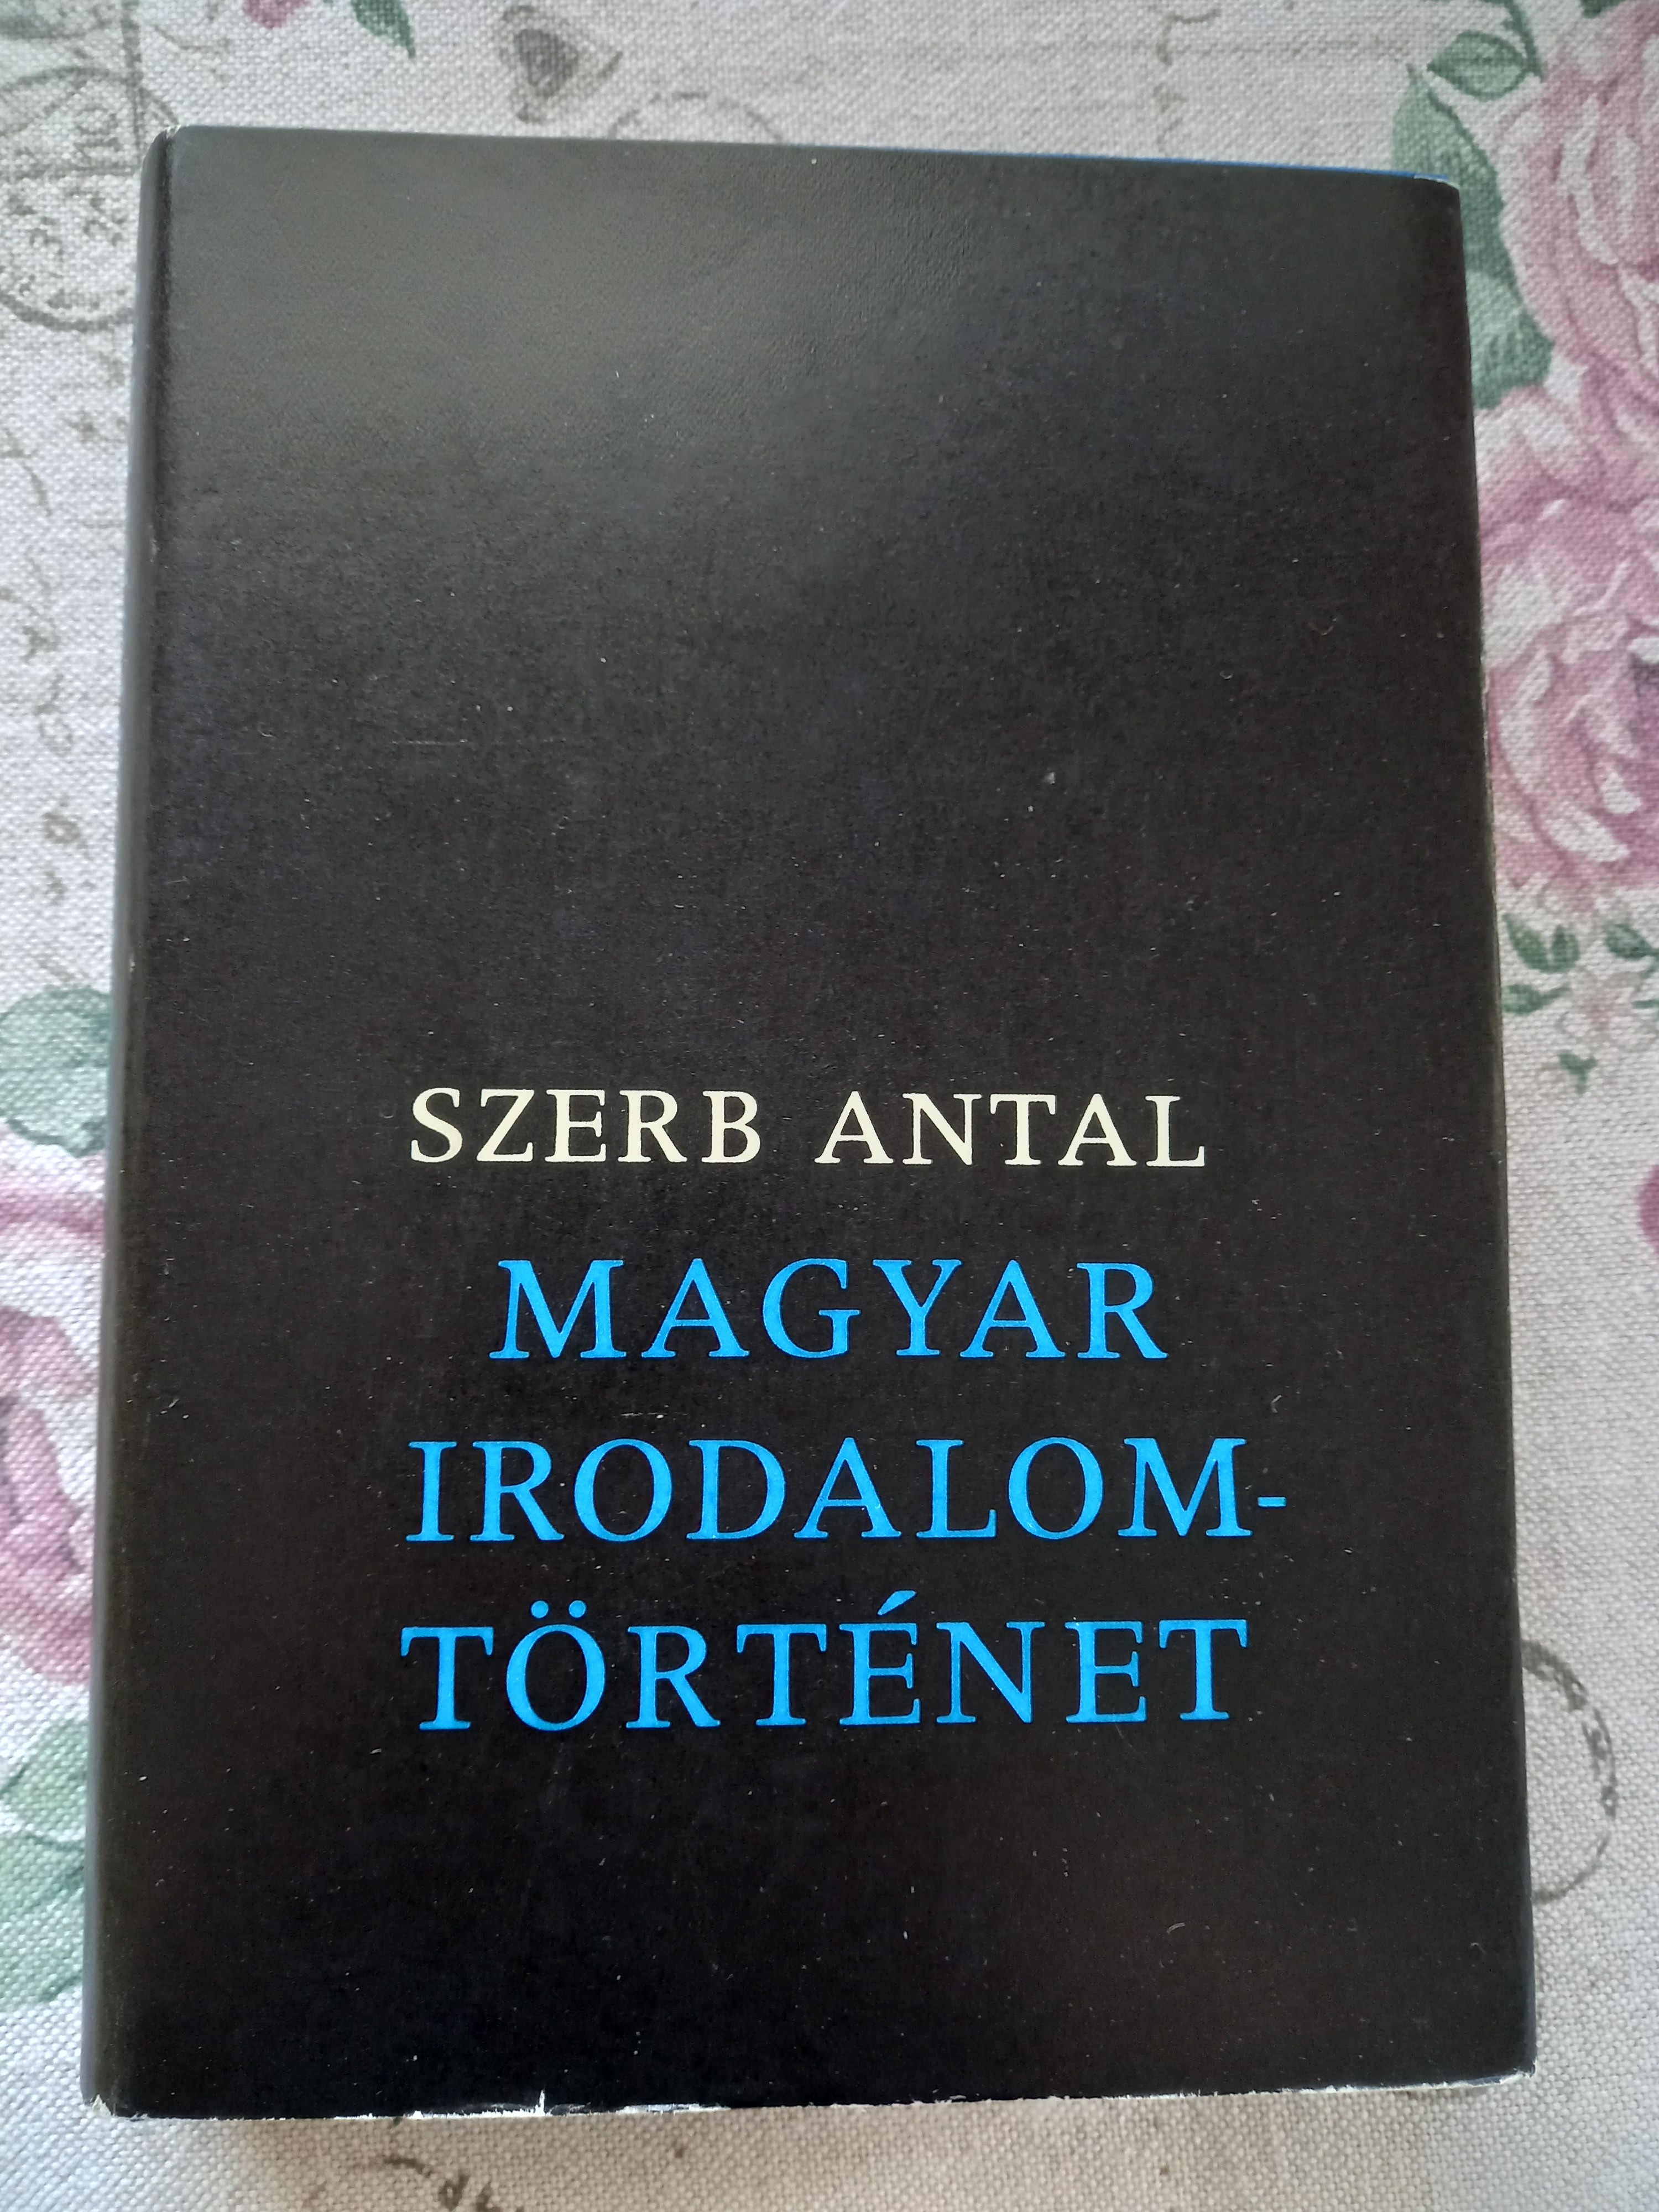 SZERB ANTAL
MAGYAR
IRODALOM-
TÖRTÉNET